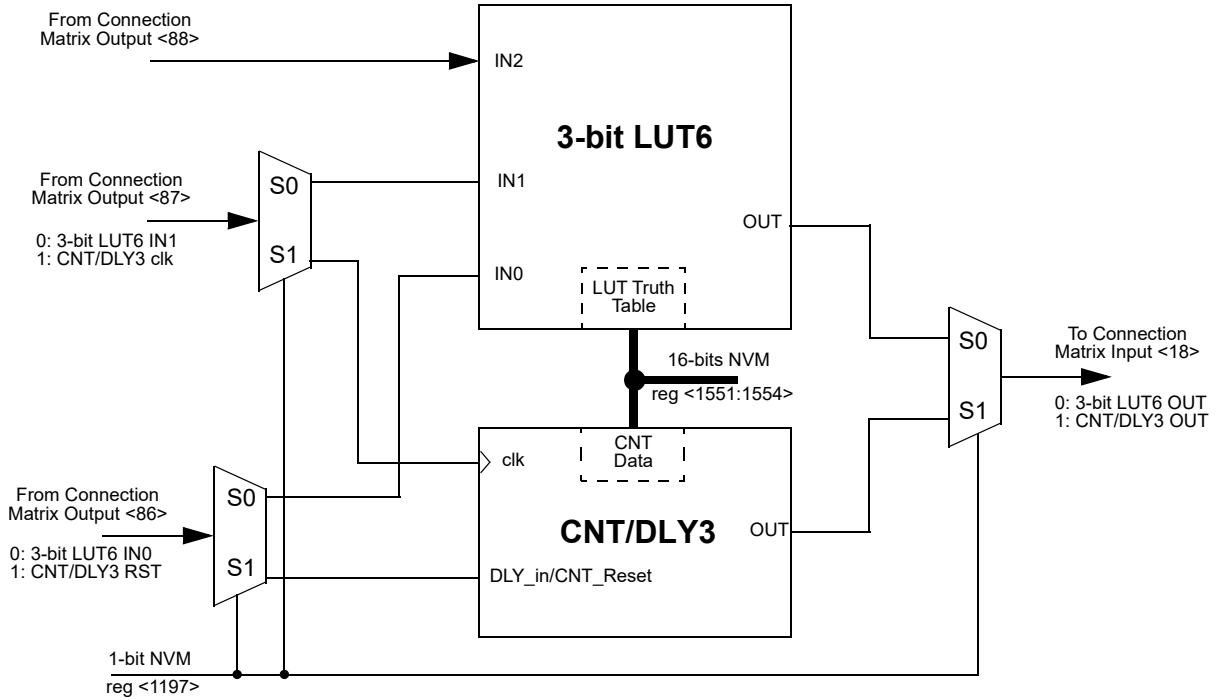 From Connection
Matrix Output <88>
IN2
3-bit LUT6
From Connection
Matrix Output <87>
S0
IN1
0: 3-bit LUT6 IN1
1: CNT/DLY3 clk
S1
OUT
IN0
LUT Truth
Table
16-bits NVM
reg <1551:1554>
S0
To Connection
Matrix Input <18>
S1
0: 3-bit LUT6 OUT
1: CNT/DLY3 OUT
CNT
Data
clk
From Connection
Matrix Output <86>
S0
CNT/DLY3
OUT
0: 3-bit LUT6 IN0
1: CNT/DLY3 RST
S1
DLY_in/CNT_Reset
1-bit NVM
reg <1197>